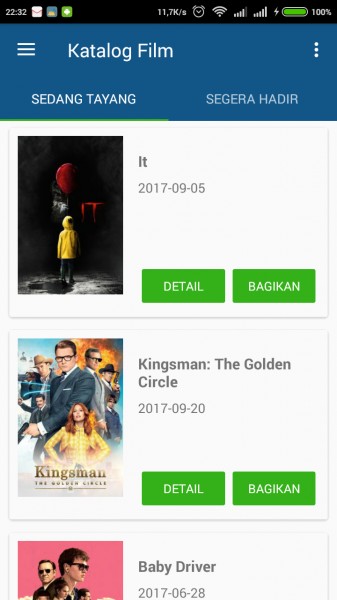 22:32
11,7K/s
100%
Katalog Film
SEDANG TAYANG
SEGERA HADIR
IT
It
2017-09-05
DETAIL
BAGIKAN
Kingsman: The Golden
Circle
2017-09-20
Kingsman
THE GOLDEN CIRCLE
DETAIL
BAGIKAN
Baby Driver
2017-06-28